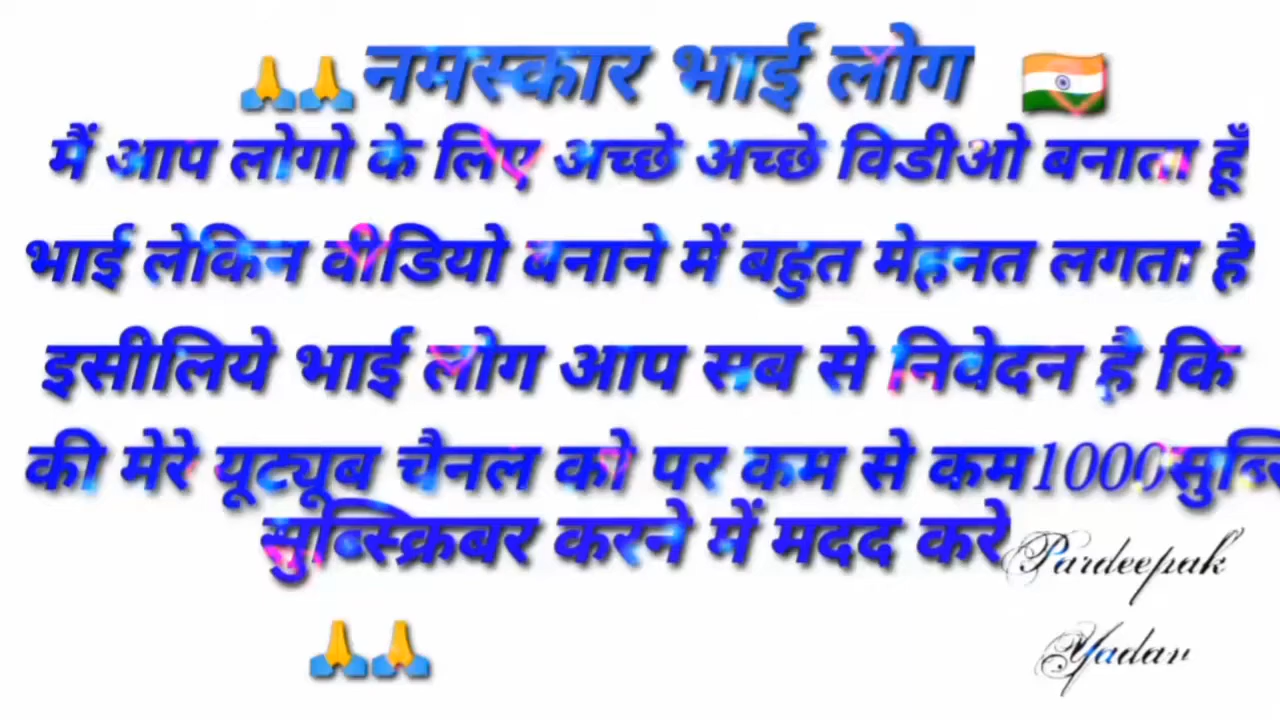 🙏🙏नमस्कार भाई लोग 🇮🇳
मैं आप लोगो के लिए अच्छे अच्छे विडीओ बनाता हूँ
भाई लेकिन वीडियो बनाने में बहुत मेहनत लगता है
इसीलिये भाई लोग आप सब से निवेदन है कि
की मेरे यूट्यूब चैनल को पर कम से कम1000
सुब्स्क्रिबर करने में मदद करे
Pardeepak
Yadav
🙏🙏